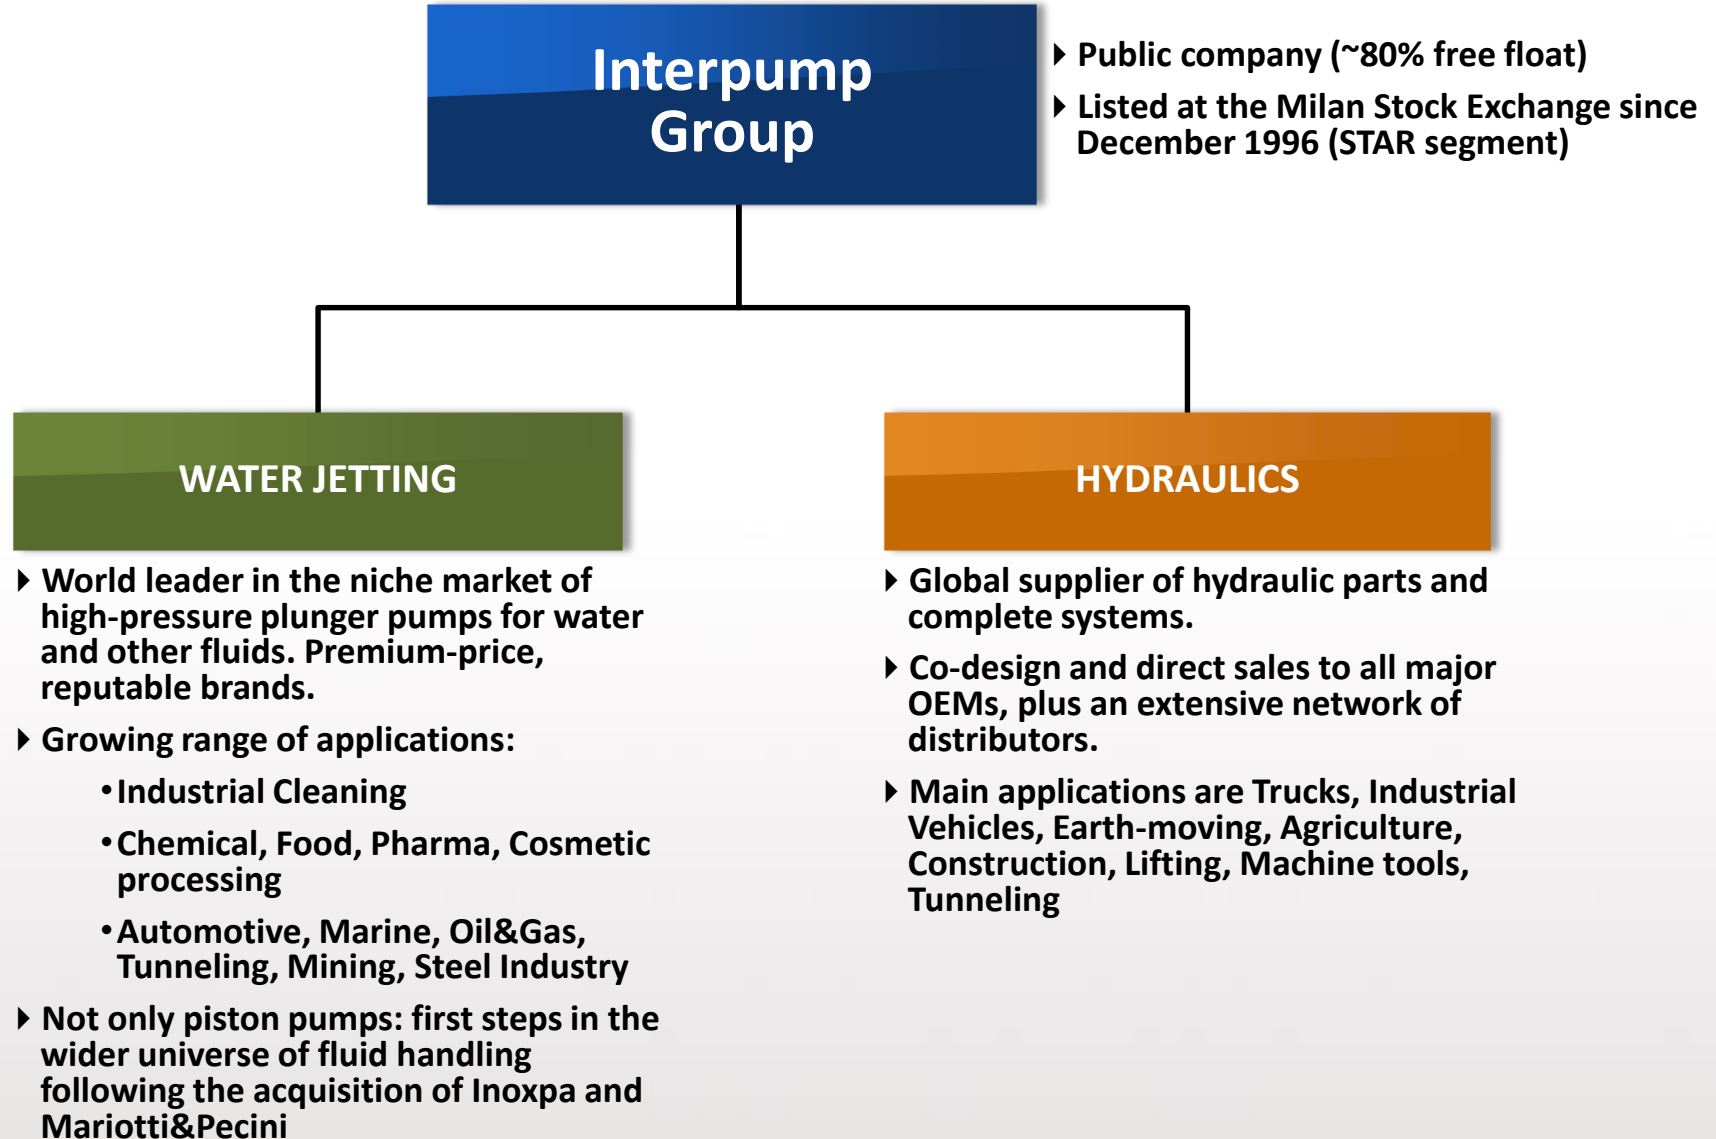 Interpump
Group
▶ Public company (~80% free float)
▶ Listed at the Milan Stock Exchange since
December 1996 (STAR segment)
WATER JETTING
▶ World leader in the niche market of
high-pressure plunger pumps for water
and other fluids. Premium-price,
reputable brands.
▶ Growing range of applications:
• Industrial Cleaning
• Chemical, Food, Pharma, Cosmetic
processing
• Automotive, Marine, Oil&Gas,
Tunneling, Mining, Steel Industry
▶ Not only piston pumps: first steps in the
wider universe of fluid handling
following the acquisition of Inoxpa and
Mariotti&Pecini
HYDRAULICS
▶ Global supplier of hydraulic parts and
complete systems.
▶ Co-design and direct sales to all major
OEMs, plus an extensive network of
distributors.
▶ Main applications are Trucks, Industrial
Vehicles, Earth-moving, Agriculture,
Construction, Lifting, Machine tools,
Tunneling